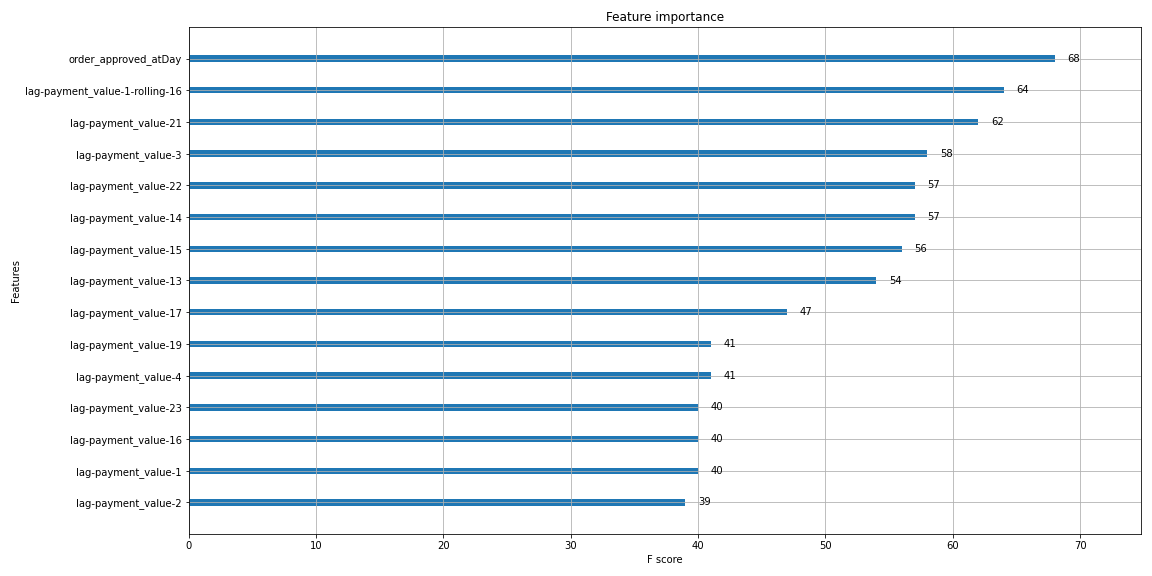 Feature importance
Features
order_approved_atDay 68
lag-payment_value-1-rolling-16 64
lag-payment_value-21 62
lag-payment_value-3 58
lag-payment_value-22 57
lag-payment_value-14 57
lag-payment_value-15 56
lag-payment_value-13 54
lag-payment_value-17 47
lag-payment_value-19 41
lag-payment_value-4 41
lag-payment_value-23 40
lag-payment_value-16 40
lag-payment_value-1 40
lag-payment_value-2 39
0 10 20 30 40 50 60 70
F score